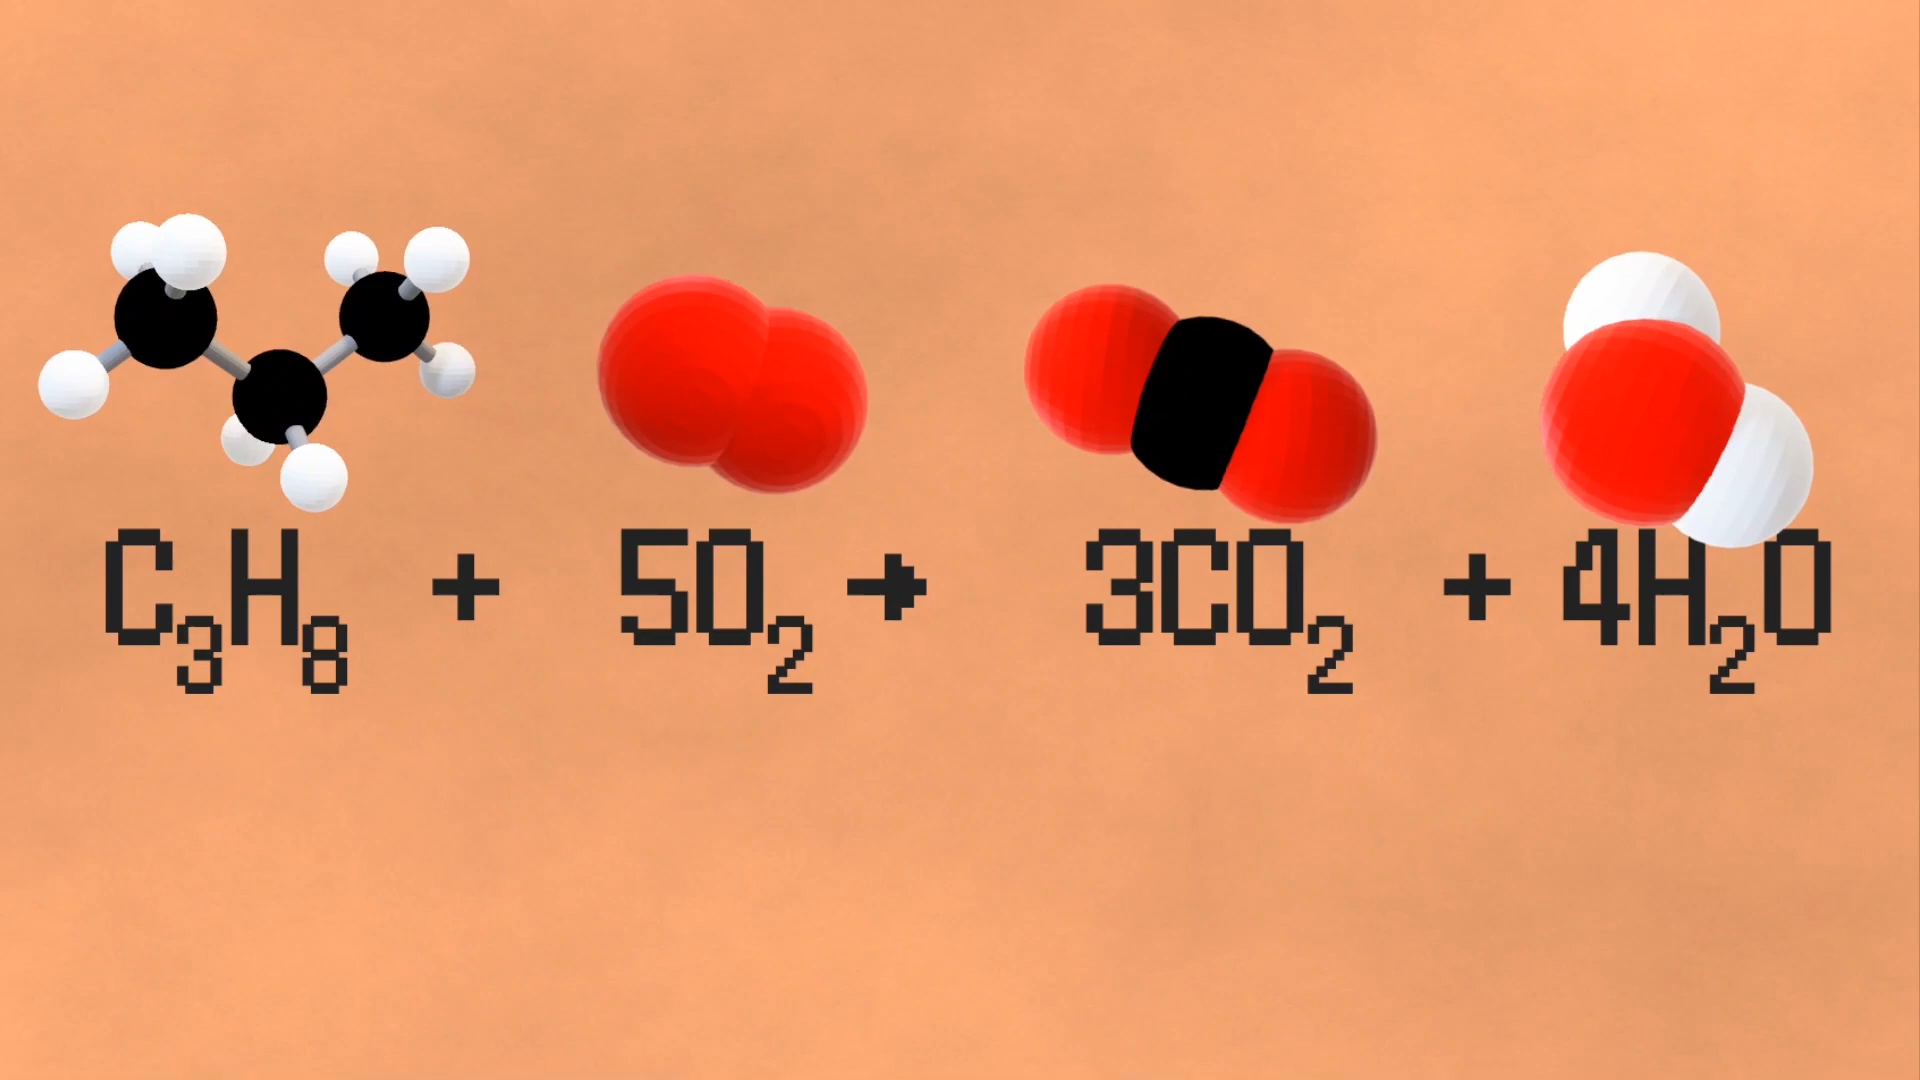 C₃H₈ + 5O₂ → 3CO₂ + 4H₂O